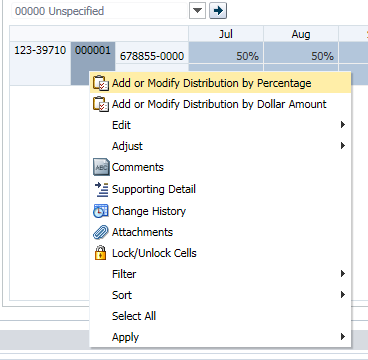 00000 Unspecified
Jul Aug
123-39710 000001 678855-0000 50% 50%
Add or Modify Distribution by Percentage
Add or Modify Distribution by Dollar Amount
Edit
Adjust
ABC Comments
Supporting Detail
Change History
Attachments
Lock/Unlock Cells
Filter
Sort
Select All
Apply